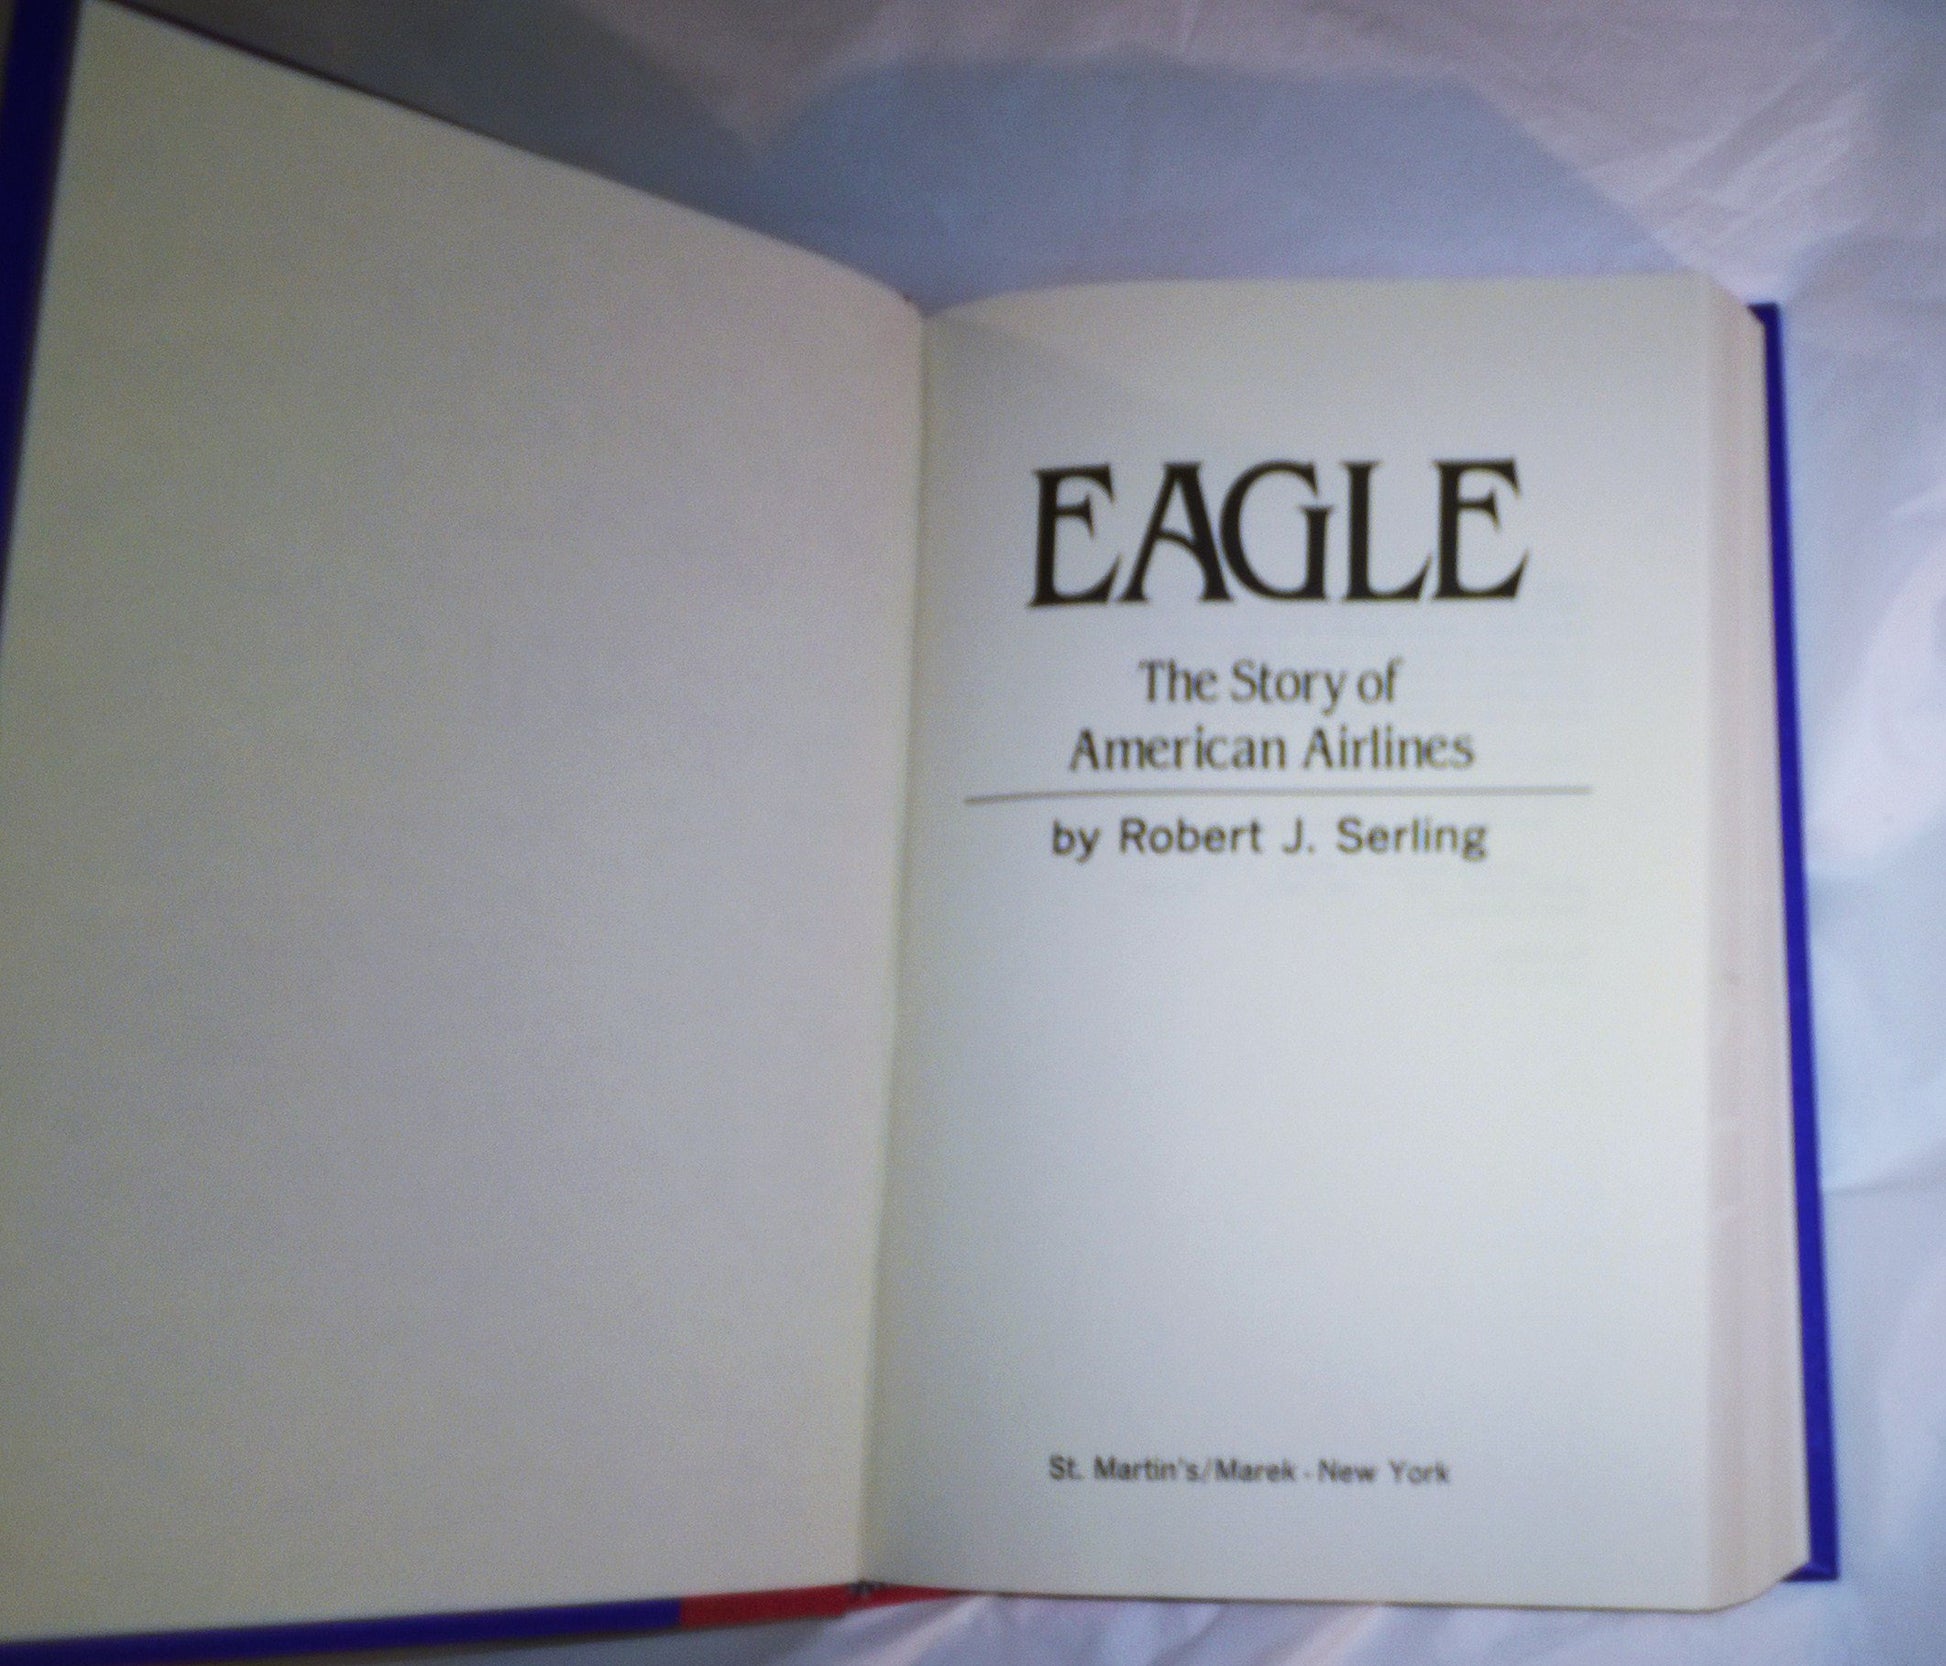 EAGLE
The Story of
American Airlines
by Robert J. Serling
St. Martin's/Marek · New York